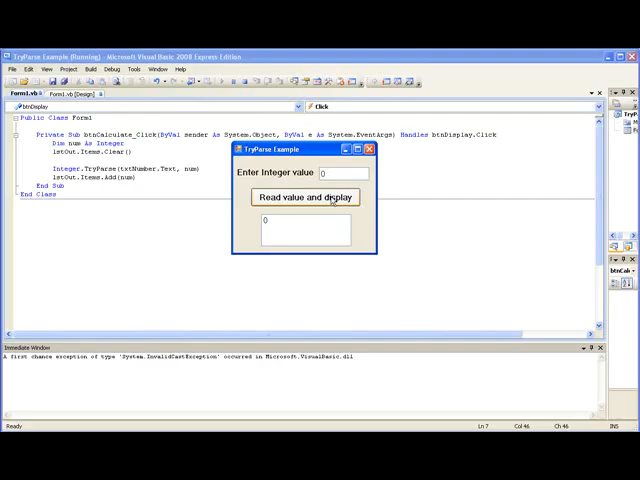 TryParse Example (Running) - Microsoft Visual Basic 2008 Express Edition
File Edit View Project Build Debug Tools Window Help
Form1.vb Form1.vb [Design]
btnDisplay Click
Public Class Form1
Private Sub btnCalculate_Click(ByVal sender As System.Object, ByVal e As System.EventArgs) Handles btnDisplay.Click
Dim num As Integer
lstOut.Items.Clear()
Integer.TryParse(txtNumber.Text, num)
lstOut.Items.Add(num)
End Sub
End Class
TryParse Example
Enter Integer value 0
Read value and display
0
TryP
M
F
btnCalc
Immediate Window
A first chance exception of type 'System.InvalidCastException' occurred in Microsoft.VisualBasic.dll
Ready Ln 7 Col 46 Ch 46 INS